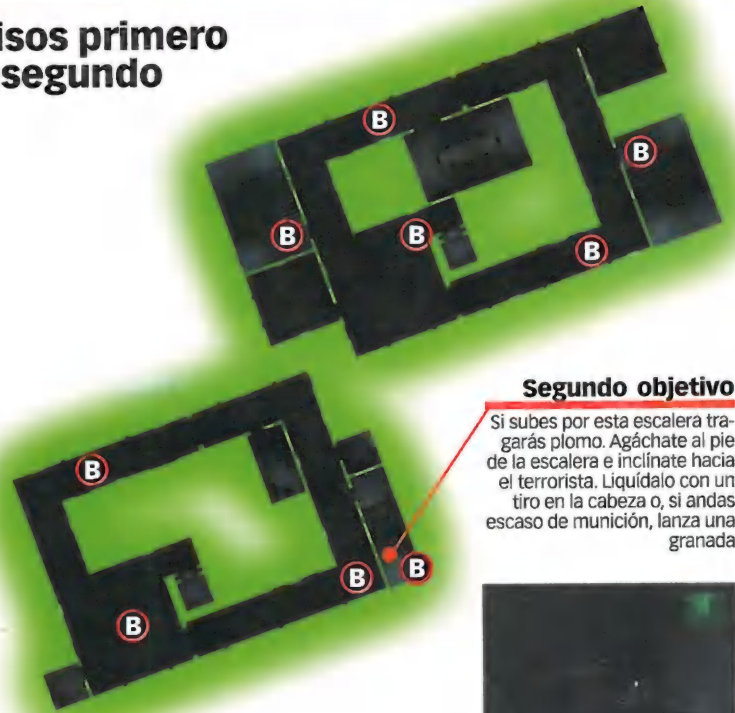 isos primero
segundo
B
B
B
B
B
Segundo objetivo
Si subes por esta escalera tra-
garás plomo. Agáchate al pie
de la escalera e inclínate hacia
el terrorista. Liquídalo con un
tiro en la cabeza o, si andas
escaso de munición, lanza una
granada
B
B
B
B